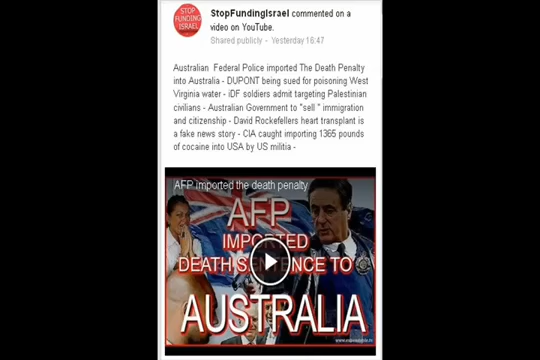 STOP
FUNDING
ISRAEL
StopFundingIsrael commented on a
video on YouTube.
Shared publicly - Yesterday 16:47
Australian Federal Police imported The Death Penalty
into Australia - DUPONT being sued for poisoning West
Virginia water - iDF soldiers admit targeting Palestinian
civilians - Australian Government to "sell " immigration
and citizenship - David Rockefellers heart transplant is
a fake news story - CIA caught importing 1365 pounds
of cocaine into USA by US militia -
AFP imported the death penalty
AFP
IMPORTED
DEATH SENTENCE TO
AUSTRALIA